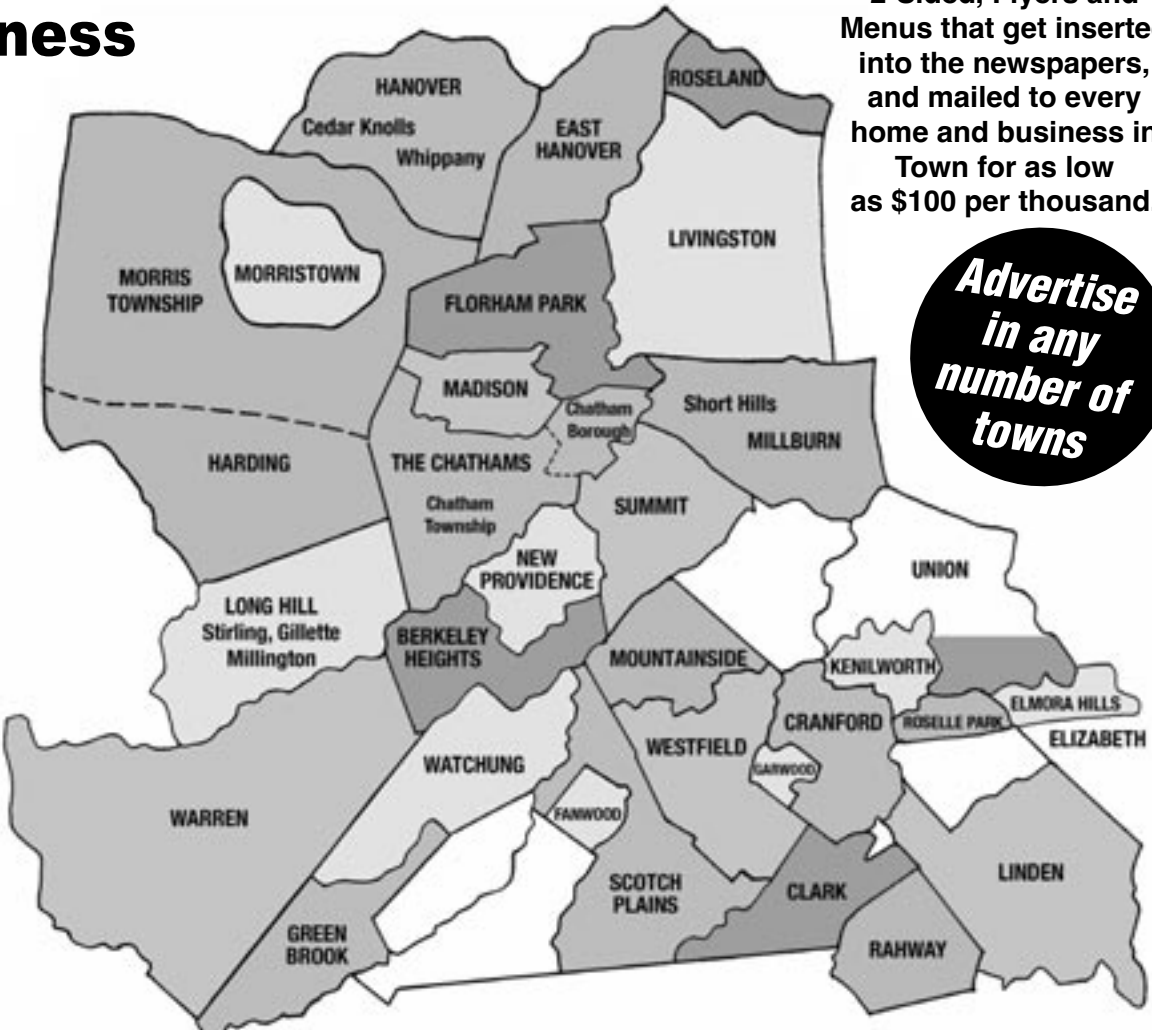 ness
Menus that get inserte
into the newspapers,
and mailed to every
home and business in
Town for as low
as $100 per thousand.
Advertise
in any
number of
towns
HANOVER
Cedar Knolls
Whippany
EAST
HANOVER
ROSELAND
LIVINGSTON
MORRIS
TOWNSHIP
MORRISTOWN
FLORHAM PARK
MADISON
Chatham
Borough
Short Hills
MILLBURN
HARDING
THE CHATHAMS
Chatham
Township
SUMMIT
NEW
PROVIDENCE
UNION
LONG HILL
Stirling, Gillette
Millington
BERKELEY
HEIGHTS
MOUNTAINSIDE
KENILWORTH
ELMORA HILLS
ROSELLE PARK
ELIZABETH
CRANFORD
WESTFIELD
GARWOOD
WATCHUNG
WARREN
FANWOOD
SCOTCH
PLAINS
CLARK
LINDEN
GREEN
BROOK
RAHWAY